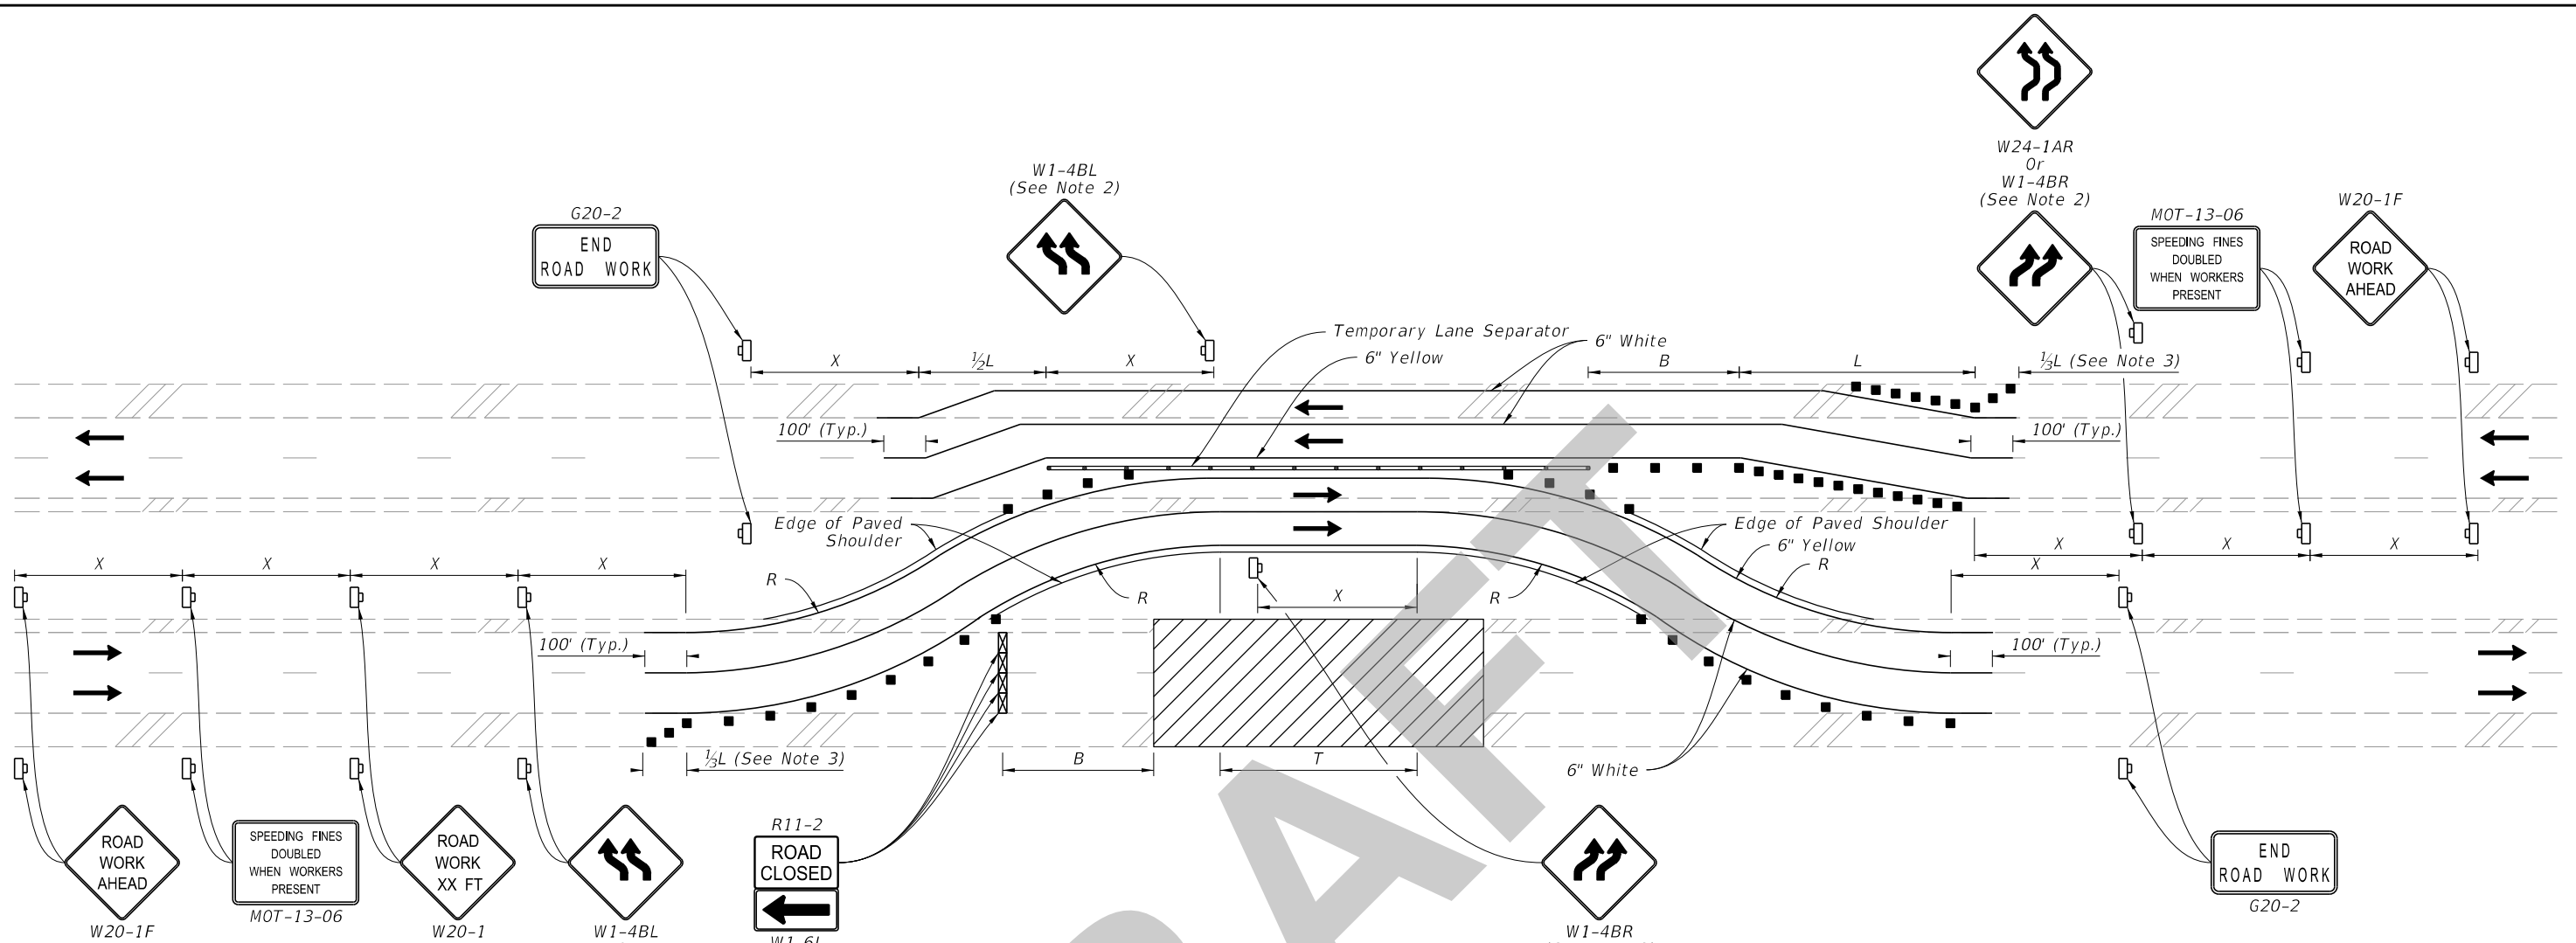 W24-1AR
Or
W1-4BR
(See Note 2)
W1-4BL
(See Note 2)
G20-2
END
ROAD WORK
MOT-13-06
SPEEDING FINES
DOUBLED
WHEN WORKERS
PRESENT
W20-1F
ROAD
WORK
AHEAD
Temporary Lane Separator
6" Yellow
6" White
X
½L
X
B
L
⅓L (See Note 3)
100' (Typ.)
100' (Typ.)
Edge of Paved
Shoulder
Edge of Paved Shoulder
6" Yellow
R
R
R
R
X
X
X
X
X
X
X
X
X
100' (Typ.)
100' (Typ.)
⅓L (See Note 3)
B
T
6" White
ROAD
WORK
AHEAD
W20-1F
SPEEDING FINES
DOUBLED
WHEN WORKERS
PRESENT
MOT-13-06
ROAD
WORK
XX FT
W20-1
W1-4BL
R11-2
ROAD
CLOSED
W1-6L
W1-4BR
END
ROAD WORK
G20-2
RAFT